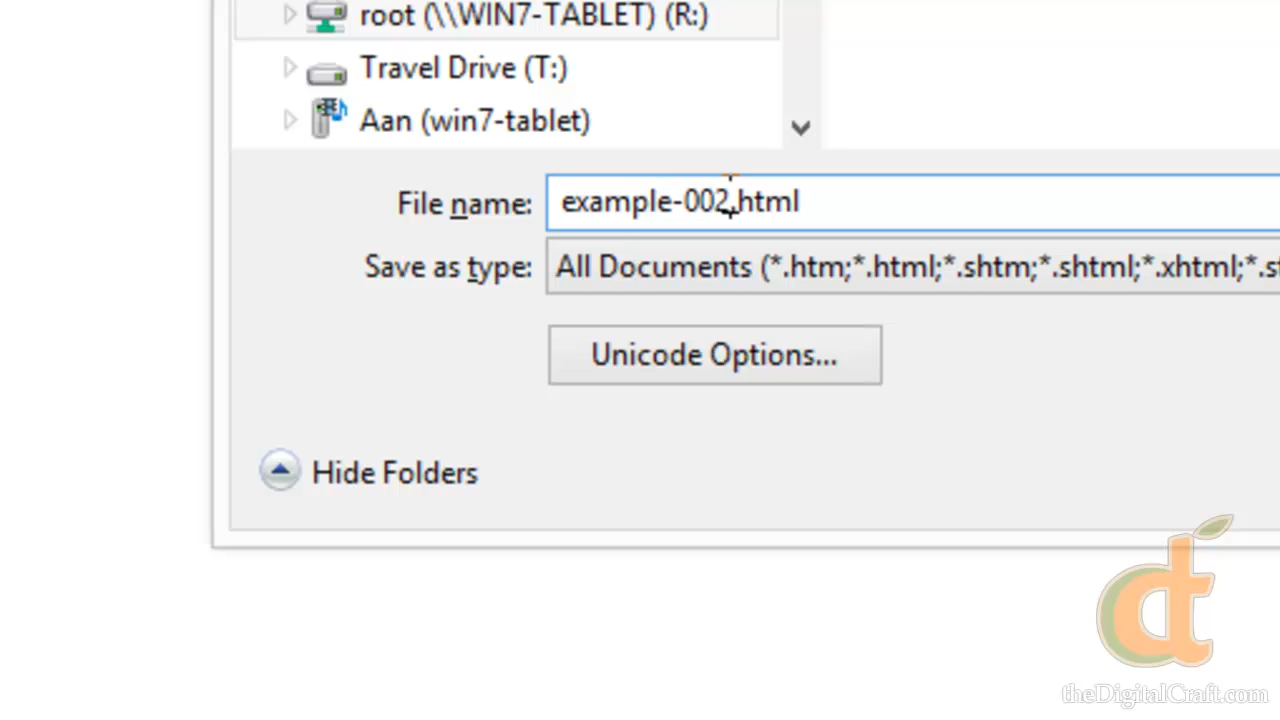 root (\\WIN7-TABLET) (R:)
Travel Drive (T:)
Aan (win7-tablet)
File name: example-002.html
Save as type: All Documents (*.htm;*.html;*.shtm;*.shtml;*.xhtml;*.s
Unicode Options...
Hide Folders
theDigitalCraft.com